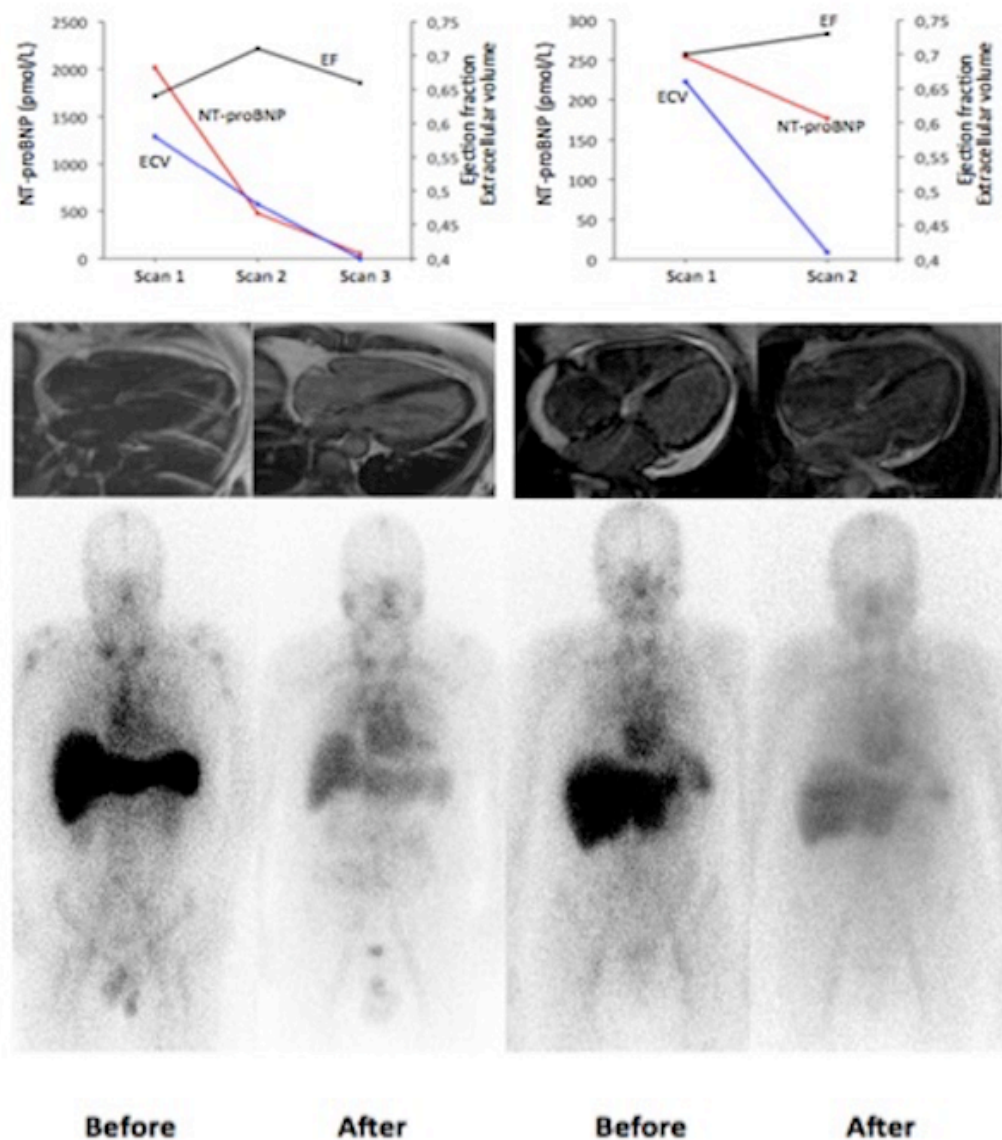 NT-proBNP (pmol/L)
2500
2000
1500
1000
500
0
EF
NT-proBNP
ECV
Scan 1 Scan 2 Scan 3
0,75
0,7
0,65
0,6
0,55
0,5
0,45
0,4
Ejection fraction
Extracellular volume
NT-proBNP (pmol/L)
300
250
200
150
100
50
0
EF
ECV
NT-proBNP
Scan 1 Scan 2
0,75
0,7
0,65
0,6
0,55
0,5
0,45
0,4
Ejection fraction
Extracellular volume
Before After Before After